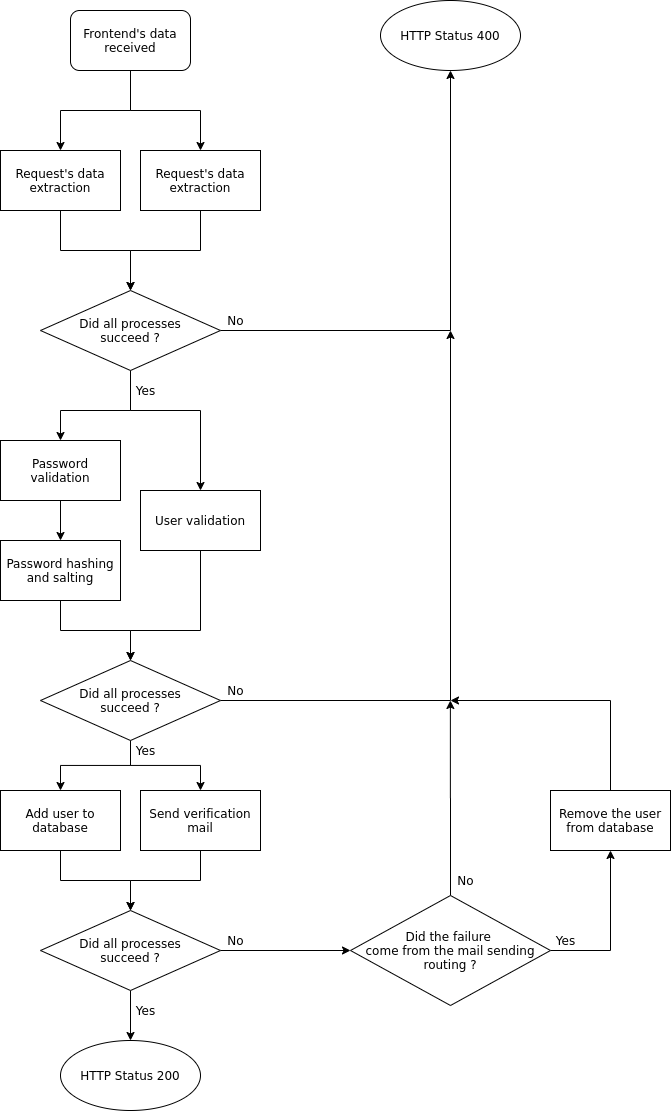 Frontend's data
received
HTTP Status 400
Request's data
extraction
Request's data
extraction
Did all processes
succeed ?
No
Yes
Password
validation
User validation
Password hashing
and salting
Did all processes
succeed ?
No
Yes
Add user to
database
Send verification
mail
Remove the user
from database
Did all processes
succeed ?
No
No
Did the failure
come from the mail sending
routing ?
Yes
Yes
HTTP Status 200